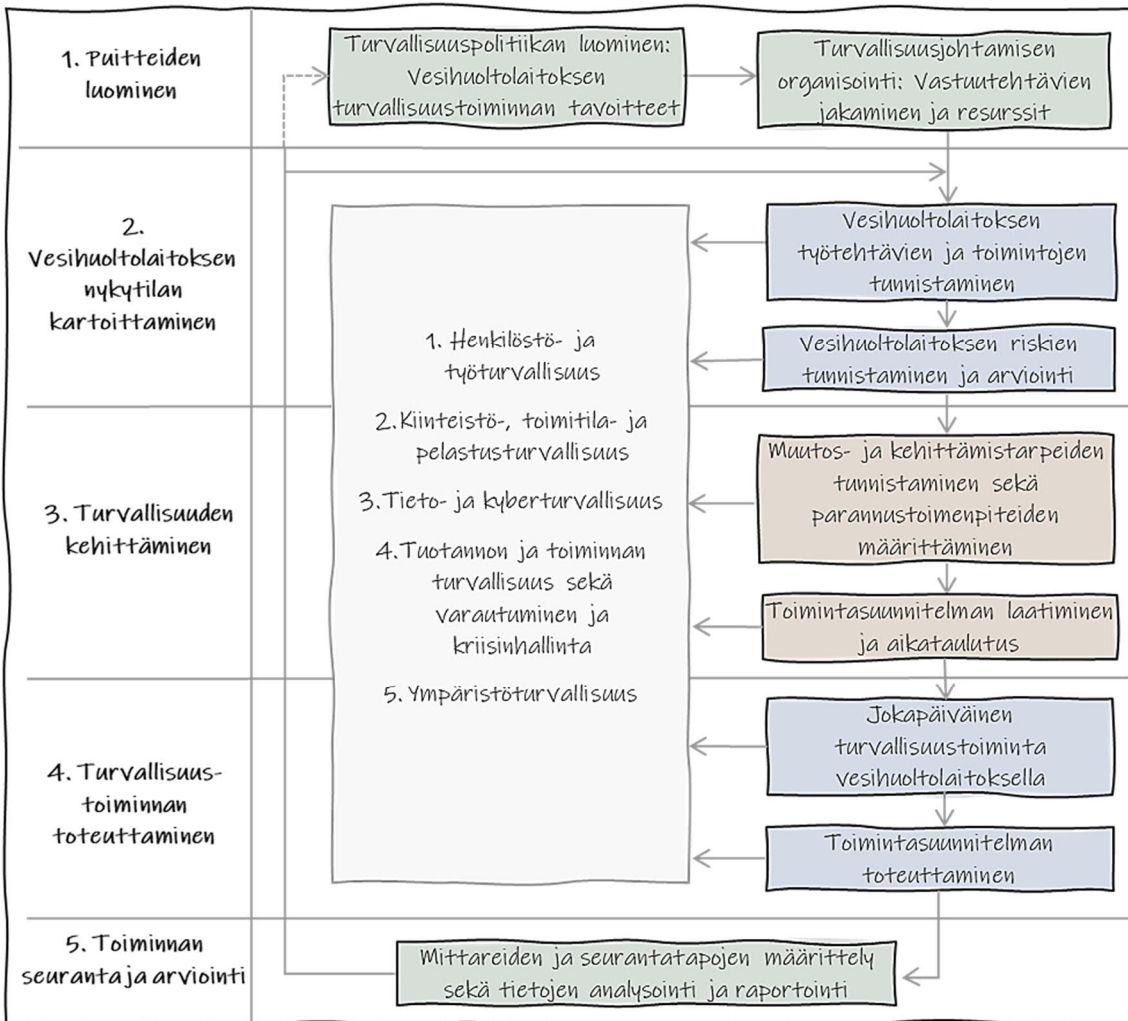 1. Puitteiden
luominen
Turvallisuuspolitiikan luominen:
Vesihuoltolaitoksen
turvallisuustoiminnan tavoitteet
Turvallisuusjohtamisen
organisointi: Vastuutehtävien
jakaminen ja resurssit
2.
Vesihuoltolaitoksen
nykytilan
kartoittaminen
Vesihuoltolaitoksen
työtehtävien ja toimintojen
tunnistaminen
Vesihuoltolaitoksen riskien
tunnistaminen ja arviointi
1. Henkilöstö- ja
työturvallisuus
2. Kiinteistö-, toimitila- ja
pelastusturvallisuus
3. Tieto- ja kyberturvallisuus
4. Tuotannon ja toiminnan
turvallisuus sekä
varautuminen ja
kriisinhallinta
5. Ympäristöturvallisuus
3. Turvallisuuden
kehittäminen
Muutos- ja kehittämistarpeiden
tunnistaminen sekä
parannustoimenpiteiden
määrittäminen
Toimintasuunnitelman laatiminen
ja aikataulutus
4. Turvallisuus-
toiminnan
toteuttaminen
Jokapäiväinen
turvallisuustoiminta
vesihuoltolaitoksella
Toimintasuunnitelman
toteuttaminen
5. Toiminnan
seuranta ja arviointi
Mittareiden ja seurantatapojen määrittely
sekä tietojen analysointi ja raportointi